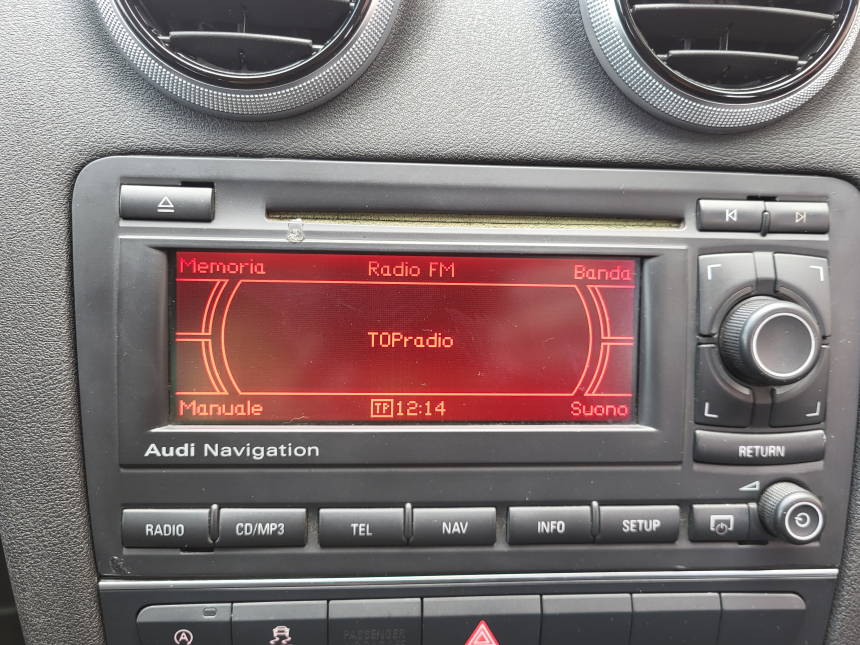 Memoria Radio FM Banda
TOPradio
Manuale TP 12:14 Suono
Audi Navigation
RETURN
RADIO CD/MP3 TEL NAV INFO SETUP
A
PASSENGER